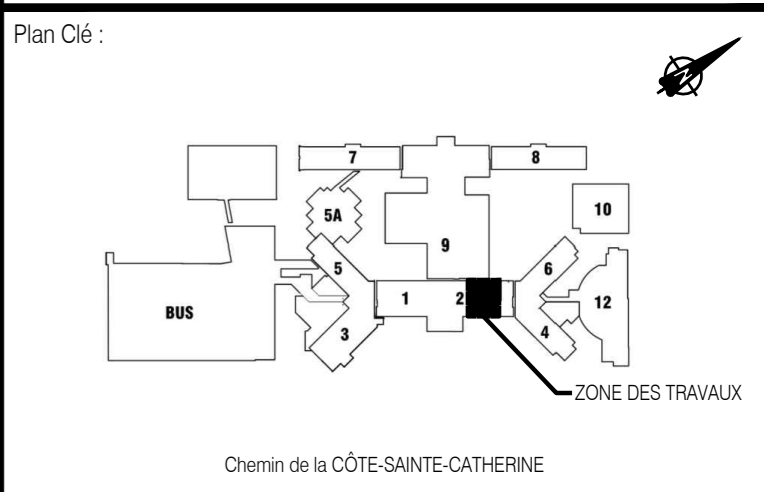 Plan Clé :
7
8
5A
10
9
5
6
1
2
12
BUS
3
4
ZONE DES TRAVAUX
Chemin de la CÔTE-SAINTE-CATHERINE